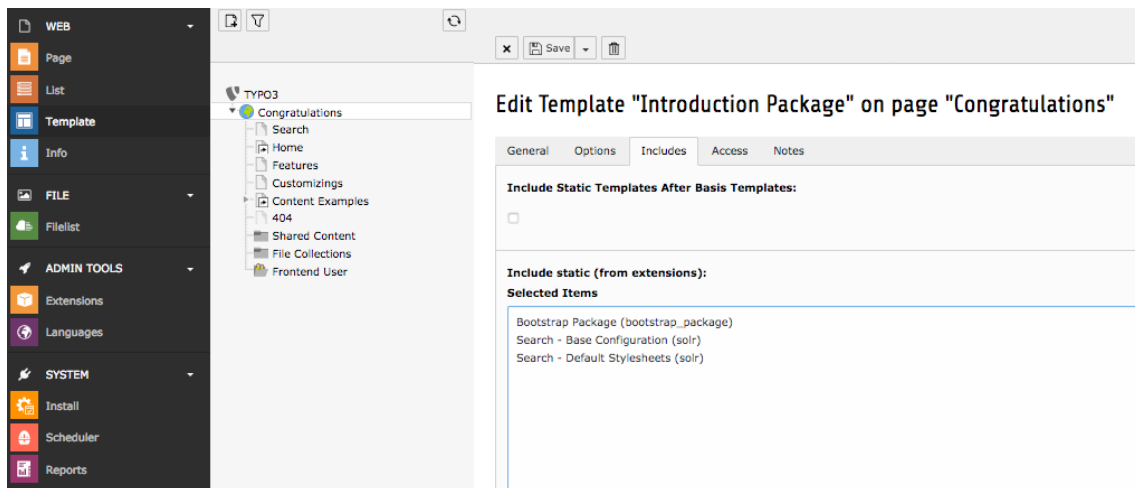 WEB
Page
List
Template
Info
FILE
Filelist
ADMIN TOOLS
Extensions
Languages
SYSTEM
Install
Scheduler
Reports
TYPO3
Congratulations
Search
Home
Features
Customizings
Content Examples
404
Shared Content
File Collections
Frontend User
Save
Edit Template "Introduction Package" on page "Congratulations"
General Options Includes Access Notes
Include Static Templates After Basis Templates:
Include static (from extensions):
Selected Items
Bootstrap Package (bootstrap_package)
Search - Base Configuration (solr)
Search - Default Stylesheets (solr)